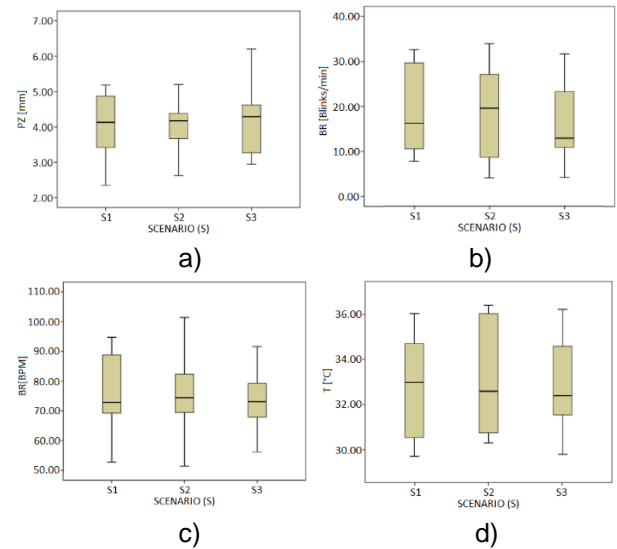 7.00
6.00
5.00
4.00
3.00
2.00
PZ [mm]
S1 S2 S3
SCENARIO (S)
a)
40.00
30.00
20.00
10.00
0.00
BR [Blinks/min]
S1 S2 S3
SCENARIO (S)
b)
110.00
100.00
90.00
80.00
70.00
60.00
50.00
BR[BPM]
S1 S2 S3
SCENARIO (S)
c)
36.00
34.00
32.00
30.00
T [°C]
S1 S2 S3
SCENARIO (S)
d)